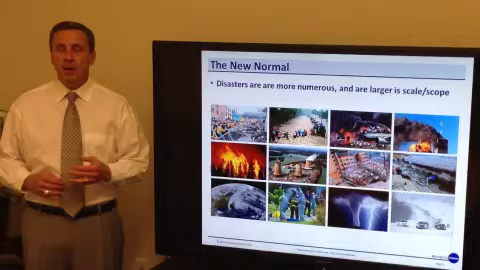 The New Normal
• Disasters are are more numerous, and are larger is scale/scope